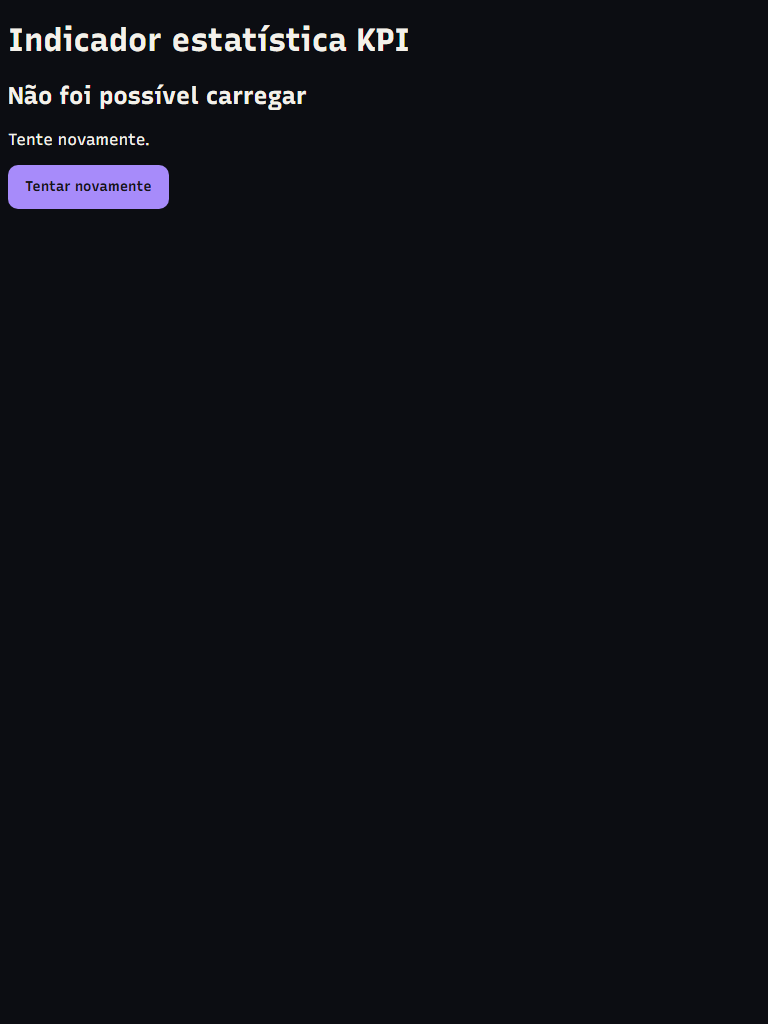 Indicador estatística KPI
Não foi possível carregar
Tente novamente.
Tentar novamente